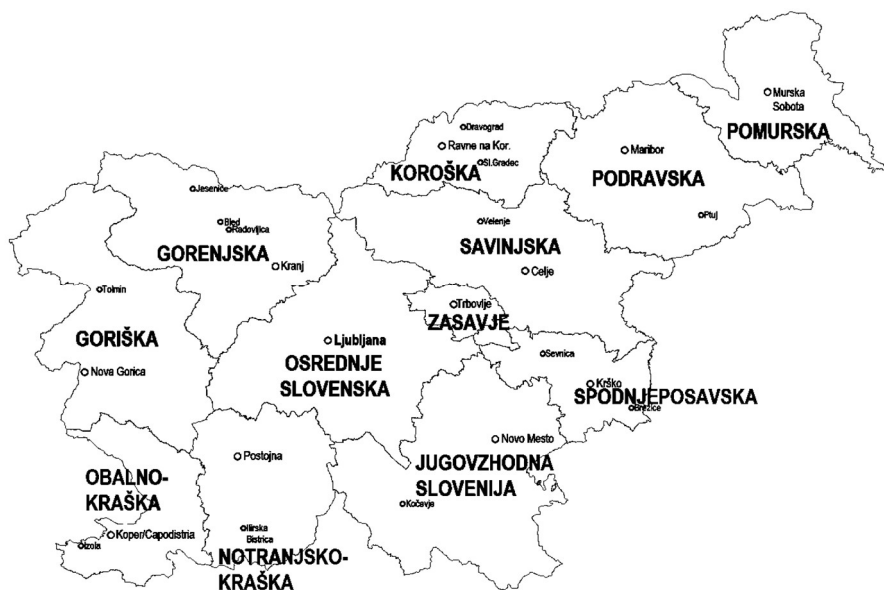 Murska
Sobota
POMURSKA
Dravograd
Ravne na Kor.
Sl.Gradec
KOROŠKA
Maribor
PODRAVSKA
Ptuj
Jesenice
Bled
Radovljica
GORENJSKA
Kranj
Velenje
SAVINJSKA
Celje
Tolmin
GORIŠKA
Nova Gorica
Trbovlje
ZASAVJE
Ljubljana
OSREDNJE
SLOVENSKA
Sevnica
Krško
SPODNJEPOSAVSKA
Brežice
Novo Mesto
JUGOVZHODNA
SLOVENIJA
Kočavje
Postojna
Ilirska
Bistrica
NOTRANJSKO-
KRAŠKA
OBALNO-
KRAŠKA
Koper/Capodistria
Izola